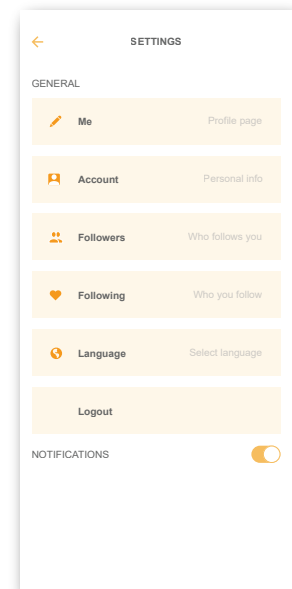 SETTINGS
GENERAL
Me Profile page
Account Personal info
Followers Who follows you
Following Who you follow
Language Select language
Logout
NOTIFICATIONS